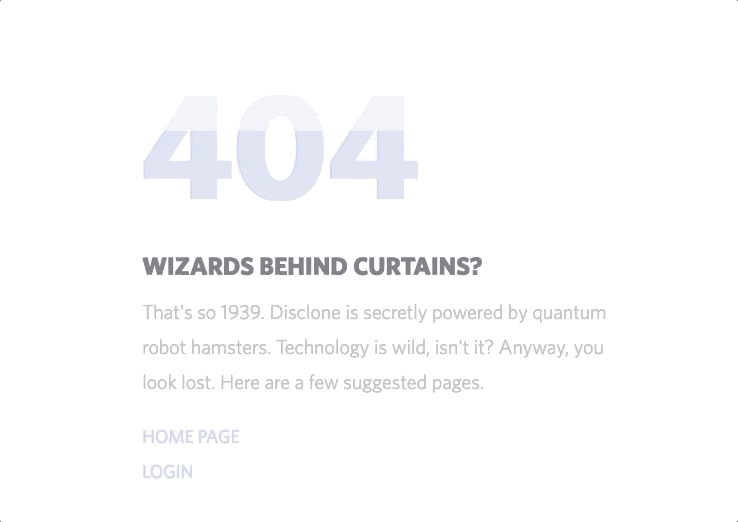 404
WIZARDS BEHIND CURTAINS?
That's so 1939. Disclone is secretly powered by quantum
robot hamsters. Technology is wild, isn't it? Anyway, you
look lost. Here are a few suggested pages.
HOME PAGE
LOGIN